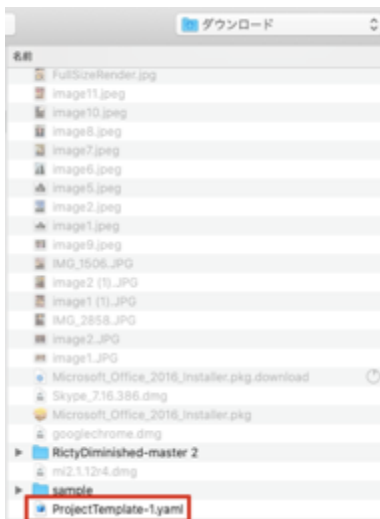 ダウンロード
名前
FullSizeRender.jpg
image11.jpeg
image10.jpeg
image8.jpeg
image7.jpeg
image6.jpeg
image5.jpeg
image2.jpeg
image1.jpeg
image9.jpeg
IMG_1506.JPG
image2 (1).JPG
image1 (1).JPG
IMG_2858.JPG
image2.JPG
image1.JPG
Microsoft_Office_2016_Installer.pkg.download
Skype_7.16.386.dmg
Microsoft_Office_2016_Installer.pkg
googlechrome.dmg
RictyDiminished-master 2
mi2.1.12r4.dmg
sample
ProjectTemplate-1.yaml